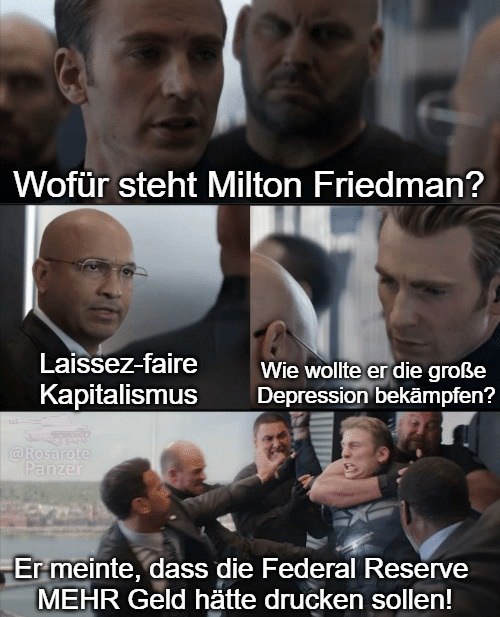 Wofür steht Milton Friedman?
Laissez-faire
Kapitalismus
Wie wollte er die große
Depression bekämpfen?
@Rosarote
Panzer
Er meinte, dass die Federal Reserve
MEHR Geld hätte drucken sollen!